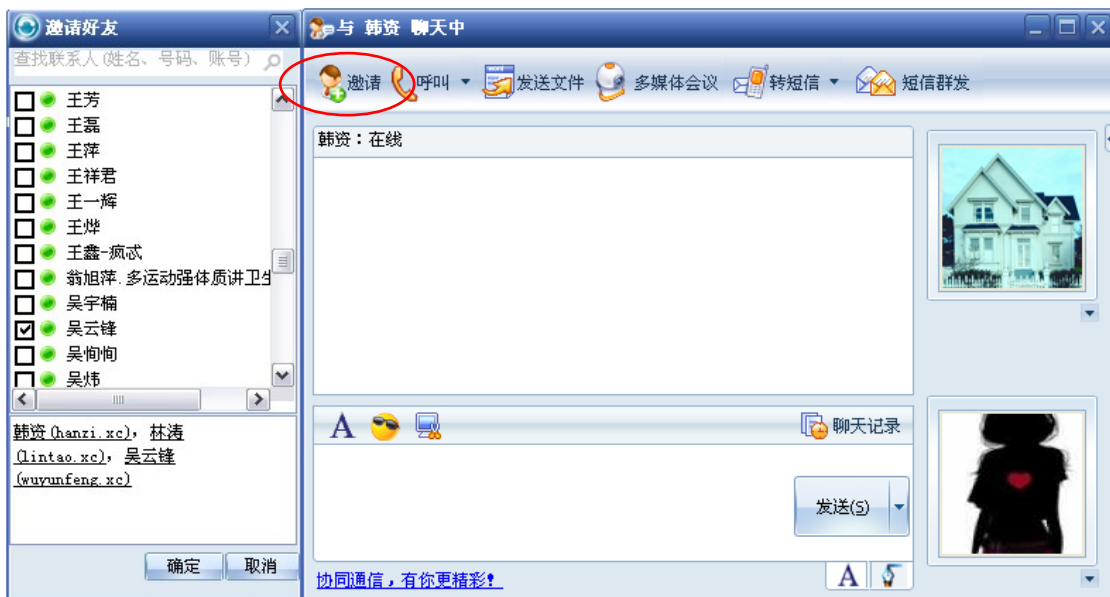 邀请好友
查找联系人(姓名、号码、账号)
王芳
王磊
王萍
王祥君
王一辉
王烨
王鑫-疯忒
翁旭萍.多运动强体质讲卫生
吴宇楠
吴云锋
吴恂恂
吴炜
韩资(hanzi.xc), 林涛
(lintao.xc), 吴云锋
(wuyunfeng.xc)
确定 取消
与 韩资 聊天中
邀请 呼叫 发送文件 多媒体会议 转短信 短信群发
韩资：在线
A 聊天记录
发送(S)
协同通信，有你更精彩！
A